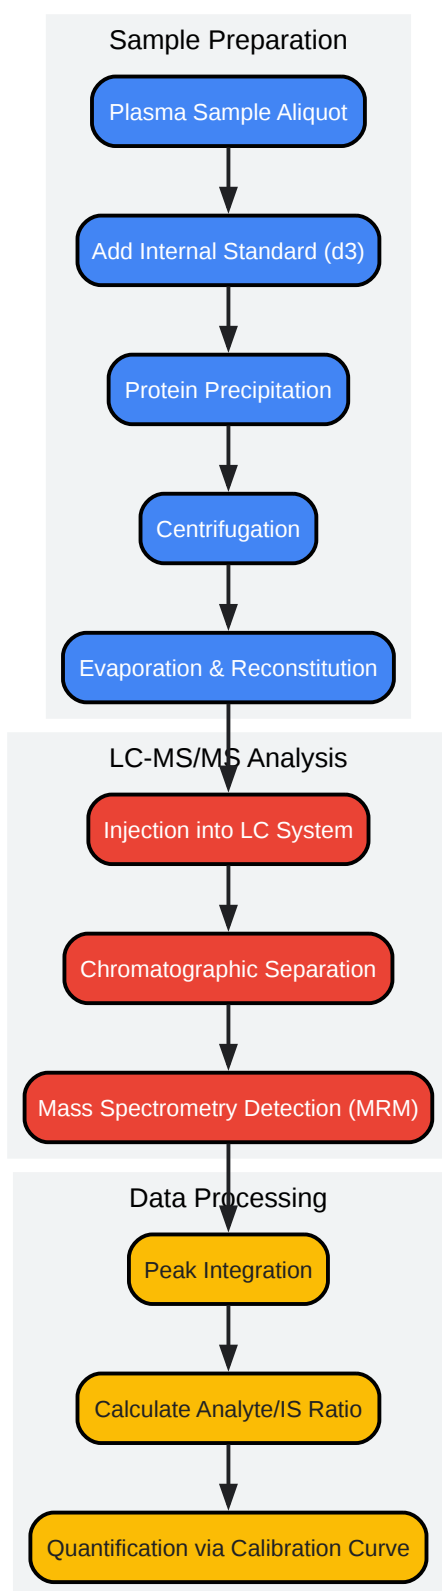 Sample Preparation
Plasma Sample Aliquot
Add Internal Standard (d3)
Protein Precipitation
Centrifugation
Evaporation & Reconstitution
LC-MS/MS Analysis
Injection into LC System
Chromatographic Separation
Mass Spectrometry Detection (MRM)
Data Processing
Peak Integration
Calculate Analyte/IS Ratio
Quantification via Calibration Curve